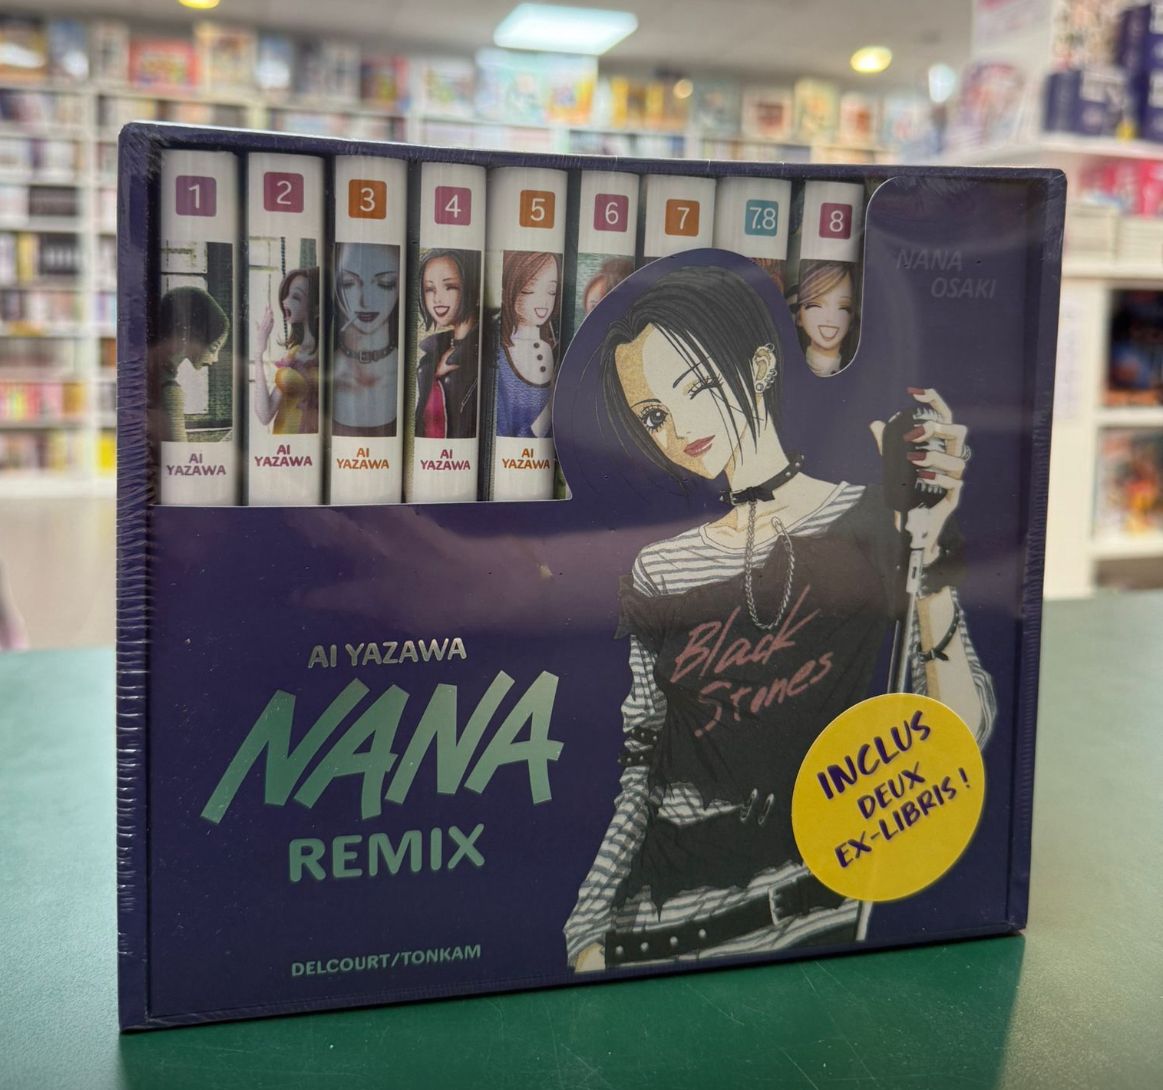 1
2
3
4
5
6
7
7.8
8
AI
YAZAWA
AI
YAZAWA
AI
YAZAWA
AI
YAZAWA
AI
YAZAWA
NANA
OSAKI
Black
Stones
AI YAZAWA
NANA
REMIX
INCLUS
DEUX
EX-LIBRIS !
DELCOURT/TONKAM